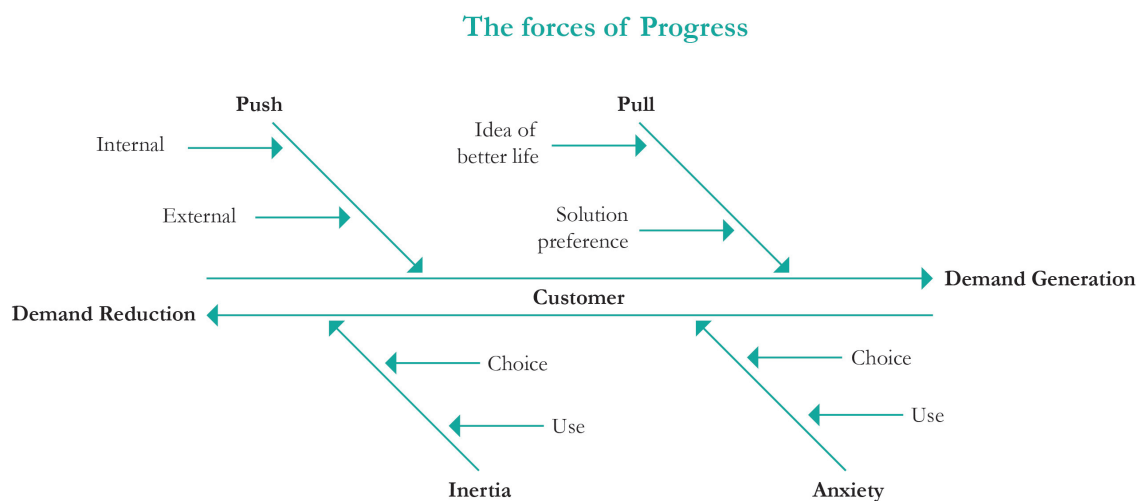 The forces of Progress
Push
Pull
Internal
Idea of
better life
External
Solution
preference
Demand Generation
Customer
Demand Reduction
Choice
Choice
Use
Use
Inertia
Anxiety